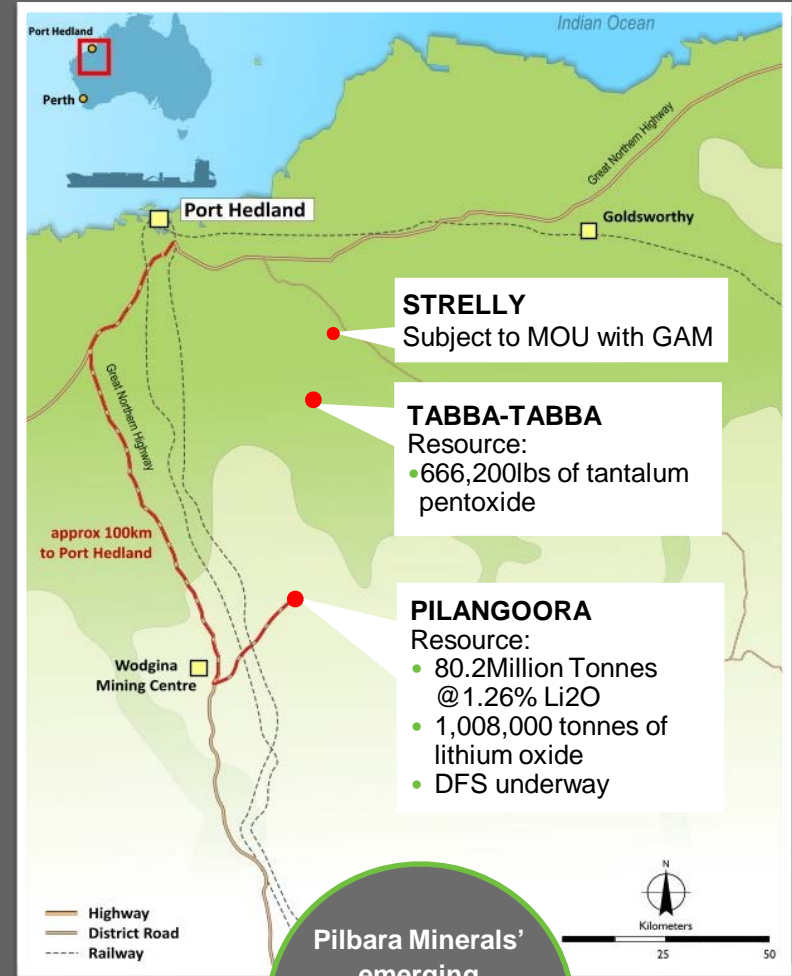 Indian Ocean
Port Hedland
Perth
Great Northern Highway
Port Hedland
Goldsworthy
STRELLY
Subject to MOU with GAM
TABBA-TABBA
Resource:
•666,200lbs of tantalum
pentoxide
Great Northern Highway
approx 100km
to Port Hedland
PILANGOORA
Resource:
• 80.2Million Tonnes
@1.26% Li2O
• 1,008,000 tonnes of
lithium oxide
• DFS underway
Wodgina
Mining Centre
N
Kilometers
25 50
Highway
District Road
Railway
Pilbara Minerals’
emerging